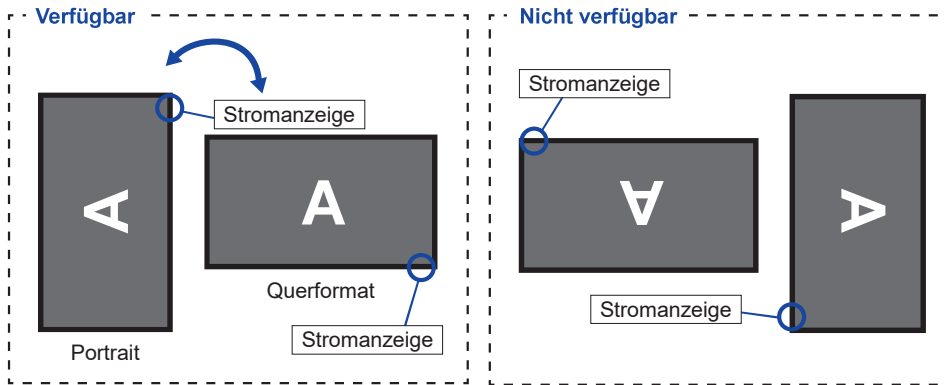 Verfügbar
Nicht verfügbar
Stromanzeige
Stromanzeige
A
A
A
A
Querformat
Stromanzeige
Stromanzeige
Portrait